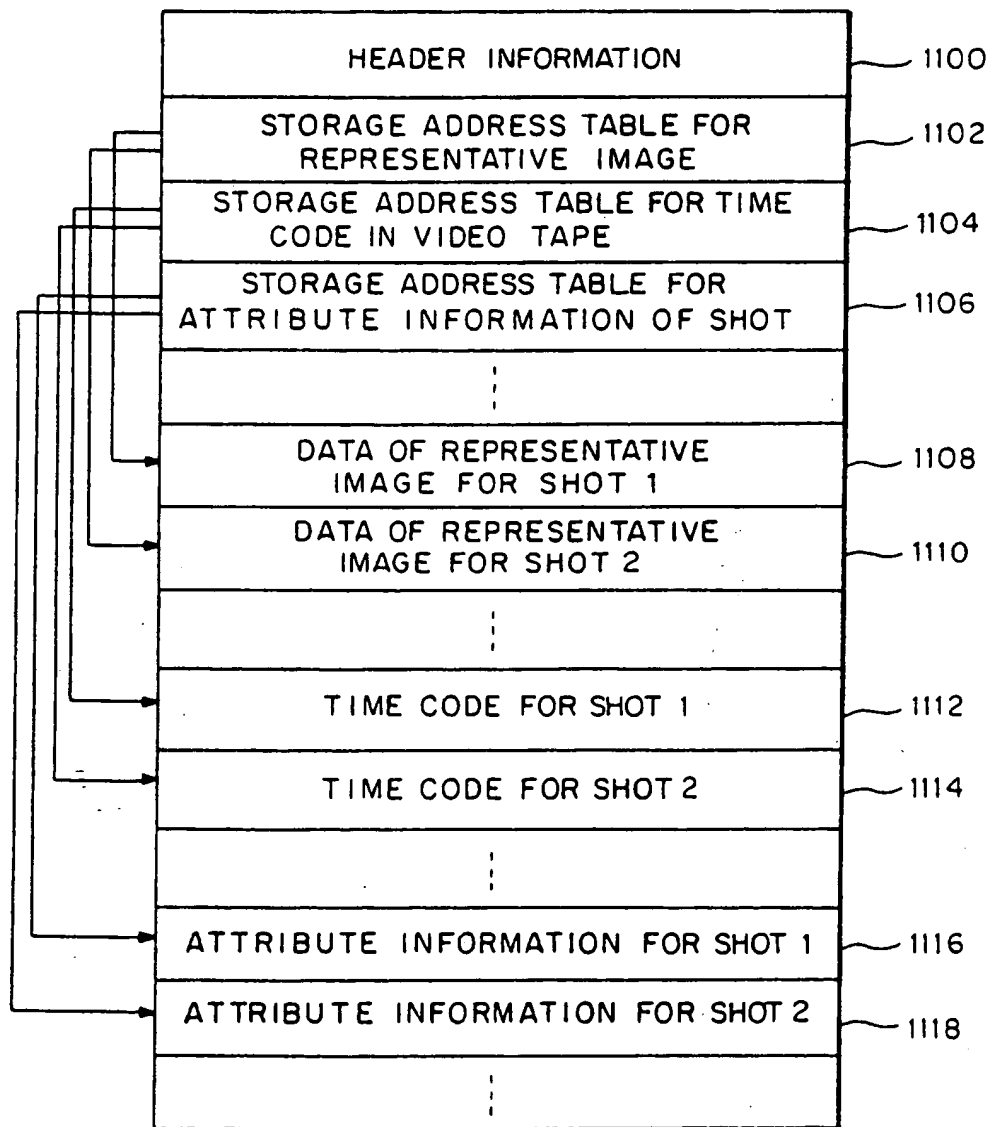 HEADER INFORMATION 1100
STORAGE ADDRESS TABLE FOR
REPRESENTATIVE IMAGE 1102
STORAGE ADDRESS TABLE FOR TIME
CODE IN VIDEO TAPE 1104
STORAGE ADDRESS TABLE FOR
ATTRIBUTE INFORMATION OF SHOT 1106
DATA OF REPRESENTATIVE
IMAGE FOR SHOT 1 1108
DATA OF REPRESENTATIVE
IMAGE FOR SHOT 2 1110
TIME CODE FOR SHOT 1 1112
TIME CODE FOR SHOT 2 1114
ATTRIBUTE INFORMATION FOR SHOT 1 1116
ATTRIBUTE INFORMATION FOR SHOT 2 1118